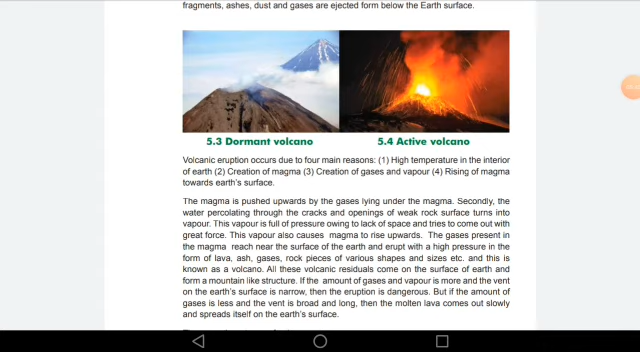 fragments, ashes, dust and gases are ejected form below the Earth surface.
5.3 Dormant volcano
5.4 Active volcano
Volcanic eruption occurs due to four main reasons: (1) High temperature in the interior
of earth (2) Creation of magma (3) Creation of gases and vapour (4) Rising of magma
towards earth's surface.
The magma is pushed upwards by the gases lying under the magma. Secondly, the
water percolating through the cracks and openings of weak rock surface turns into
vapour. This vapour is full of pressure owing to lack of space and tries to come out with
great force. This vapour also causes magma to rise upwards. The gases present in
the magma reach near the surface of the earth and erupt with a high pressure in the
form of lava, ash, gases, rock pieces of various shapes and sizes etc. and this is
known as a volcano. All these volcanic residuals come on the surface of earth and
form a mountain like structure. If the amount of gases and vapour is more and the vent
on the earth's surface is narrow, then the eruption is dangerous. But if the amount of
gases is less and the vent is broad and long, then the molten lava comes out slowly
and spreads itself on the earth's surface.